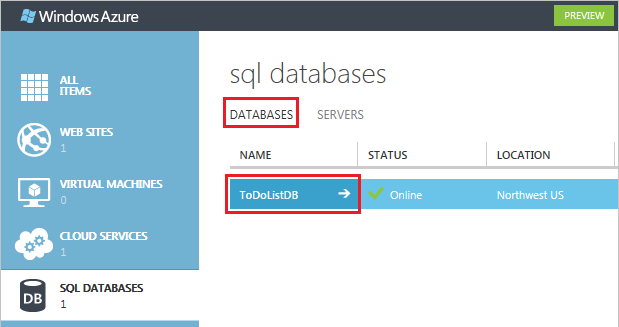 Windows Azure
PREVIEW
ALL
ITEMS
WEB SITES
1
VIRTUAL MACHINES
0
CLOUD SERVICES
1
DB
SQL DATABASES
1
sql databases
DATABASES SERVERS
NAME STATUS LOCATION
ToDoListDB Online Northwest US